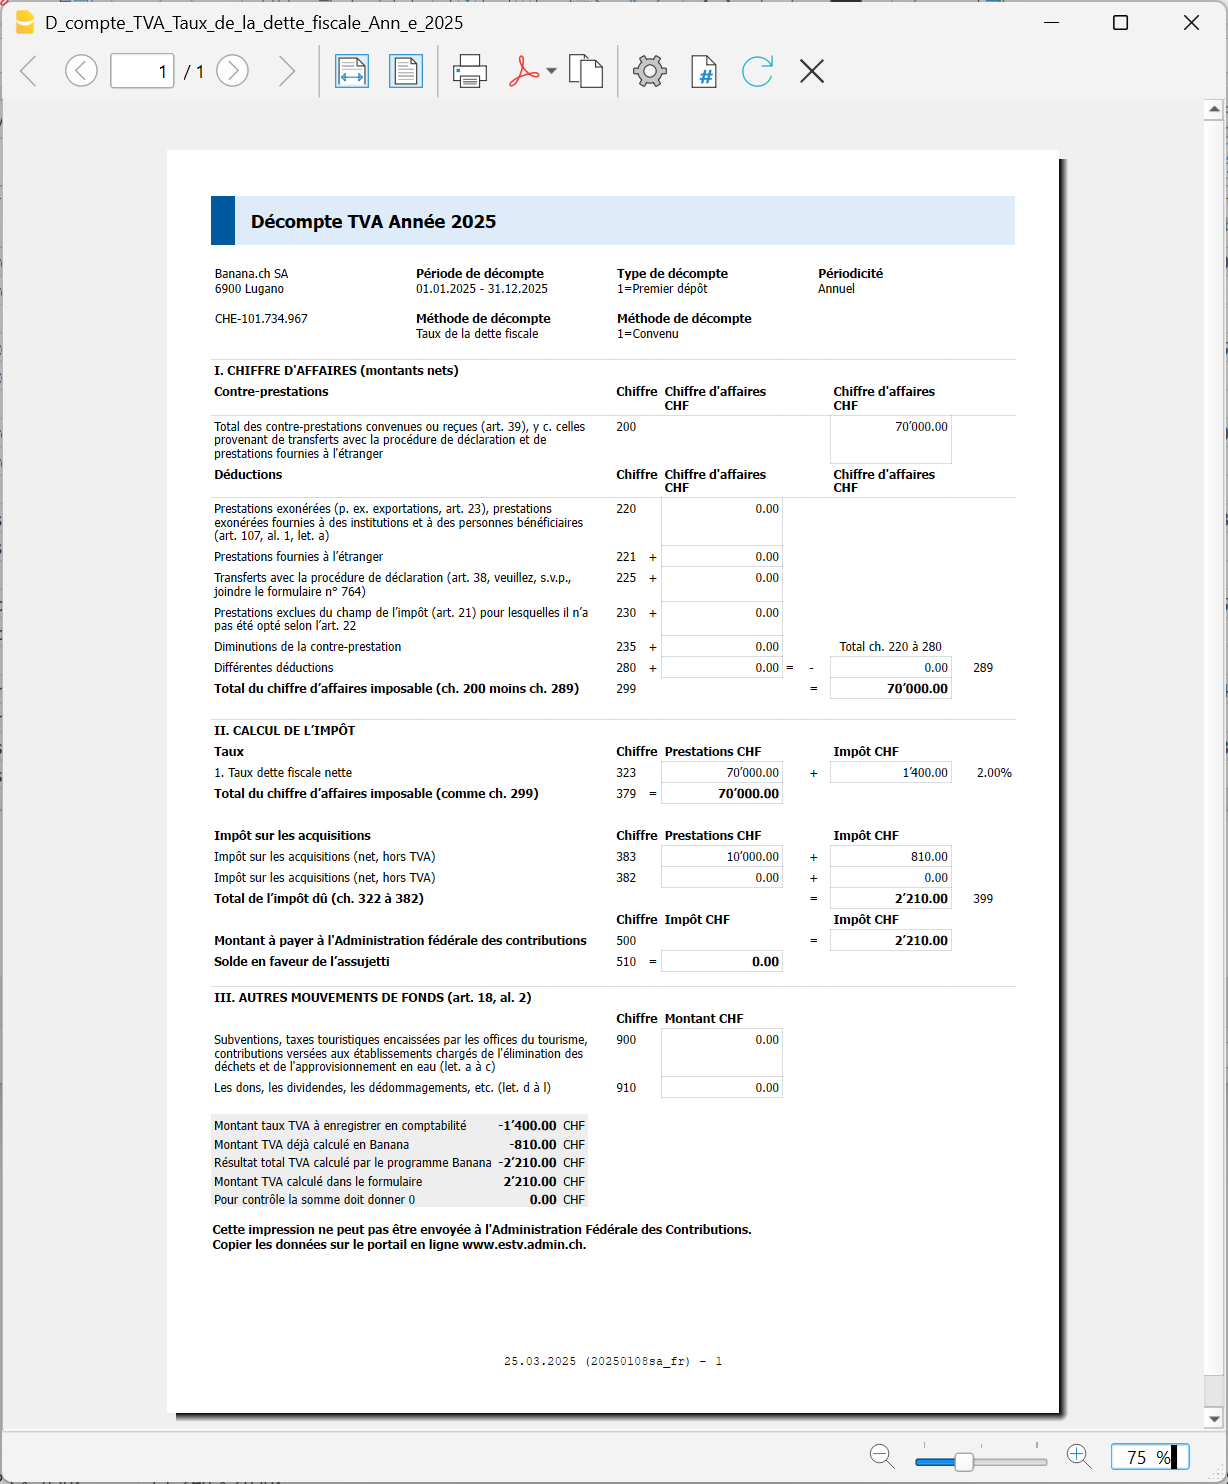 D_compte_TVA_Taux_de_la_dette_fiscale_Ann_e_2025
1 / 1
Décompte TVA Année 2025
Banana.ch SA Période de décompte Type de décompte Périodicité
6900 Lugano 01.01.2025 - 31.12.2025 1=Premier dépôt Annuel
CHE-101.734.967 Méthode de décompte Méthode de décompte
Taux de la dette fiscale 1=Convenu
I. CHIFFRE D'AFFAIRES (montants nets)
Contre-prestations Chiffre Chiffre d'affaires Chiffre d'affaires
CHF CHF
Total des contre-prestations convenues ou reçues (art. 39), y c. celles 200 70’000.00
provenant de transferts avec la procédure de déclaration et de
prestations fournies à l'étranger
Déductions Chiffre Chiffre d'affaires Chiffre d'affaires
CHF CHF
Prestations exonérées (p. ex. exportations, art. 23), prestations 220 0.00
exonérées fournies à des institutions et à des personnes bénéficiaires
(art. 107, al. 1, let. a)
Prestations fournies à l’étranger 221 + 0.00
Transferts avec la procédure de déclaration (art. 38, veuillez, s.v.p., 225 + 0.00
joindre le formulaire n° 764)
Prestations exclues du champ de l’impôt (art. 21) pour lesquelles il n’a 230 + 0.00
pas été opté selon l’art. 22
Diminutions de la contre-prestation 235 + 0.00 Total ch. 220 à 280
Différentes déductions 280 + 0.00 = - 0.00 289
Total du chiffre d’affaires imposable (ch. 200 moins ch. 289) 299 = 70’000.00
II. CALCUL DE L’IMPÔT
Taux Chiffre Prestations CHF Impôt CHF
1. Taux dette fiscale nette 323 70’000.00 + 1’400.00 2.00%
Total du chiffre d’affaires imposable (comme ch. 299) 379 = 70’000.00
Impôt sur les acquisitions Chiffre Prestations CHF Impôt CHF
Impôt sur les acquisitions (net, hors TVA) 383 10’000.00 + 810.00
Impôt sur les acquisitions (net, hors TVA) 382 0.00 + 0.00
Total de l’impôt dû (ch. 322 à 382) = 2’210.00 399
Chiffre Impôt CHF Impôt CHF
Montant à payer à l'Administration fédérale des contributions 500 = 2’210.00
Solde en faveur de l’assujetti 510 = 0.00
III. AUTRES MOUVEMENTS DE FONDS (art. 18, al. 2)
Chiffre Montant CHF
Subventions, taxes touristiques encaissées par les offices du tourisme, 900 0.00
contributions versées aux établissements chargés de l'élimination des
déchets et de l'approvisionnement en eau (let. a à c)
Les dons, les dividendes, les dédommagements, etc. (let. d à l) 910 0.00
Montant taux TVA à enregistrer en comptabilité -1’400.00 CHF
Montant TVA déjà calculé en Banana -810.00 CHF
Résultat total TVA calculé par le programme Banana -2’210.00 CHF
Montant TVA calculé dans le formulaire 2’210.00 CHF
Pour contrôle la somme doit donner 0 0.00 CHF
Cette impression ne peut pas être envoyée à l'Administration Fédérale des Contributions.
Copier les données sur le portail en ligne www.estv.admin.ch.
25.03.2025 (20250108sa_fr) - 1
75 %